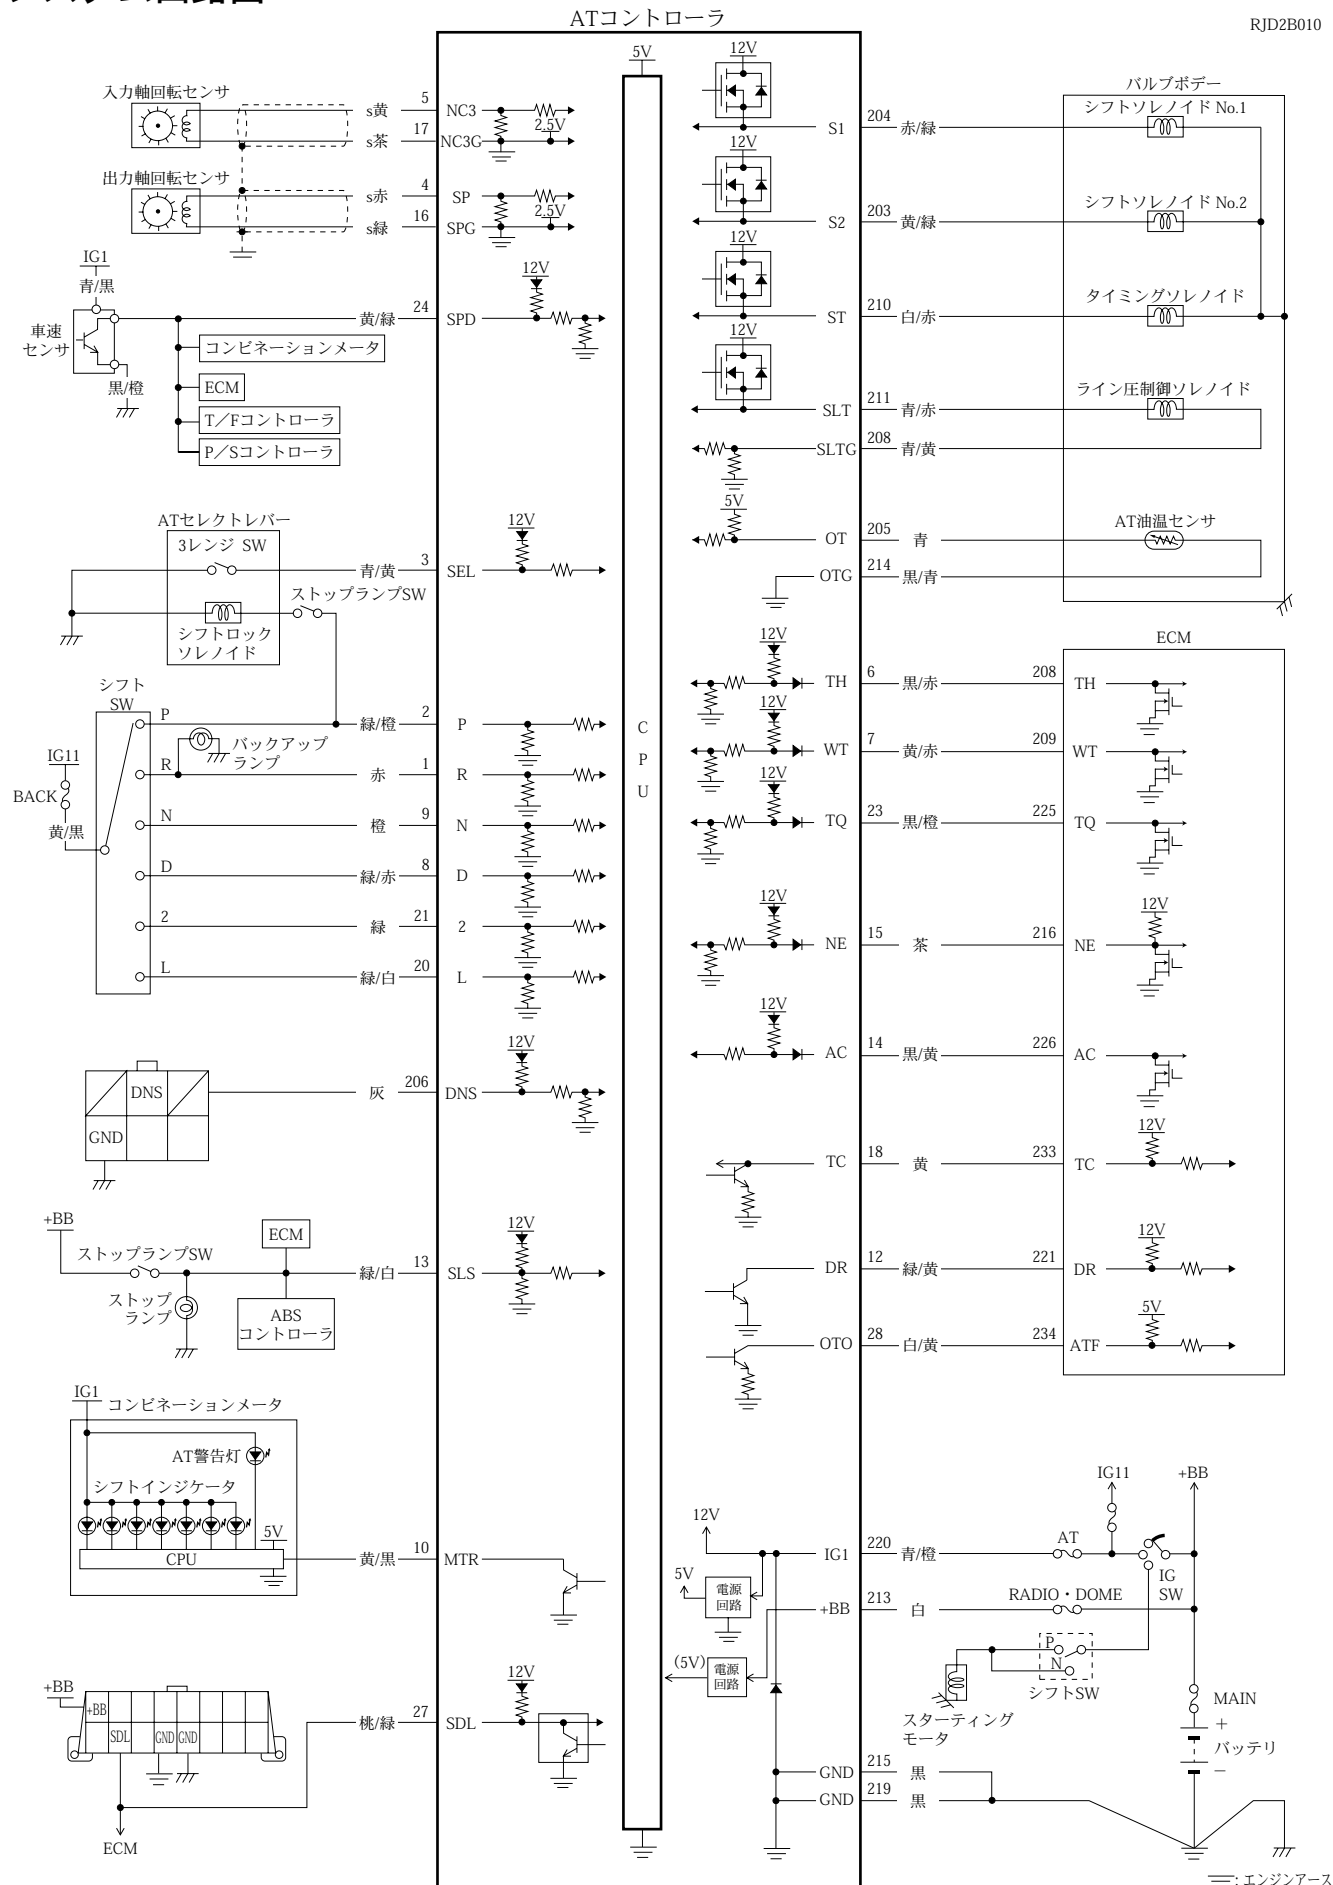 ATコントローラ
RJD2B010
5V
入力軸回転センサ
s黄 5 NC3
s茶 17 NC3G
2.5V
出力軸回転センサ
s赤 4 SP
s緑 16 SPG
2.5V
IG1
青/黒
車速
センサ
黒/橙
黄/緑 24 SPD
12V
コンビネーションメータ
ECM
T/Fコントローラ
P/Sコントローラ
ATセレクトレバー
3レンジ SW
青/黄 3 SEL
12V
ストップランプSW
シフトロック
ソレノイド
シフト
SW
IG11
BACK
黄/黒
P 緑/橙 2 P
バックアップ
ランプ
R 赤 1 R
N 橙 9 N
D 緑/赤 8 D
2 緑 21 2
L 緑/白 20 L
DNS
GND
灰 206 DNS
12V
+BB
ストップランプSW
ECM
緑/白 13 SLS
12V
ストップ
ランプ
ABS
コントローラ
IG1
コンビネーションメータ
AT警告灯
シフトインジケータ
5V
CPU
黄/黒 10 MTR
+BB
+BB
SDL GND GND
桃/緑 27 SDL
12V
ECM
C
P
U
12V
S1 204 赤/緑
12V
S2 203 黄/緑
12V
ST 210 白/赤
12V
SLT 211 青/赤
SLTG 208 青/黄
5V
OT 205 青
OTG 214 黒/青
バルブボデー
シフトソレノイド No.1
シフトソレノイド No.2
タイミングソレノイド
ライン圧制御ソレノイド
AT油温センサ
ECM
12V
TH 6 黒/赤 208 TH
12V
WT 7 黄/赤 209 WT
12V
TQ 23 黒/橙 225 TQ
12V 12V
NE 15 茶 216 NE
12V
AC 14 黒/黄 226 AC
12V
TC 18 黄 233 TC
12V
DR 12 緑/黄 221 DR
5V
OTO 28 白/黄 234 ATF
IG11 +BB
12V
IG1 220 青/橙 AT
IG
SW
5V
電源
回路
+BB 213 白 RADIO・DOME
(5V)
電源
回路
P
N
シフトSW
スターティング
モータ
MAIN
+
バッテリ
−
GND 215 黒
GND 219 黒
: エンジンアース